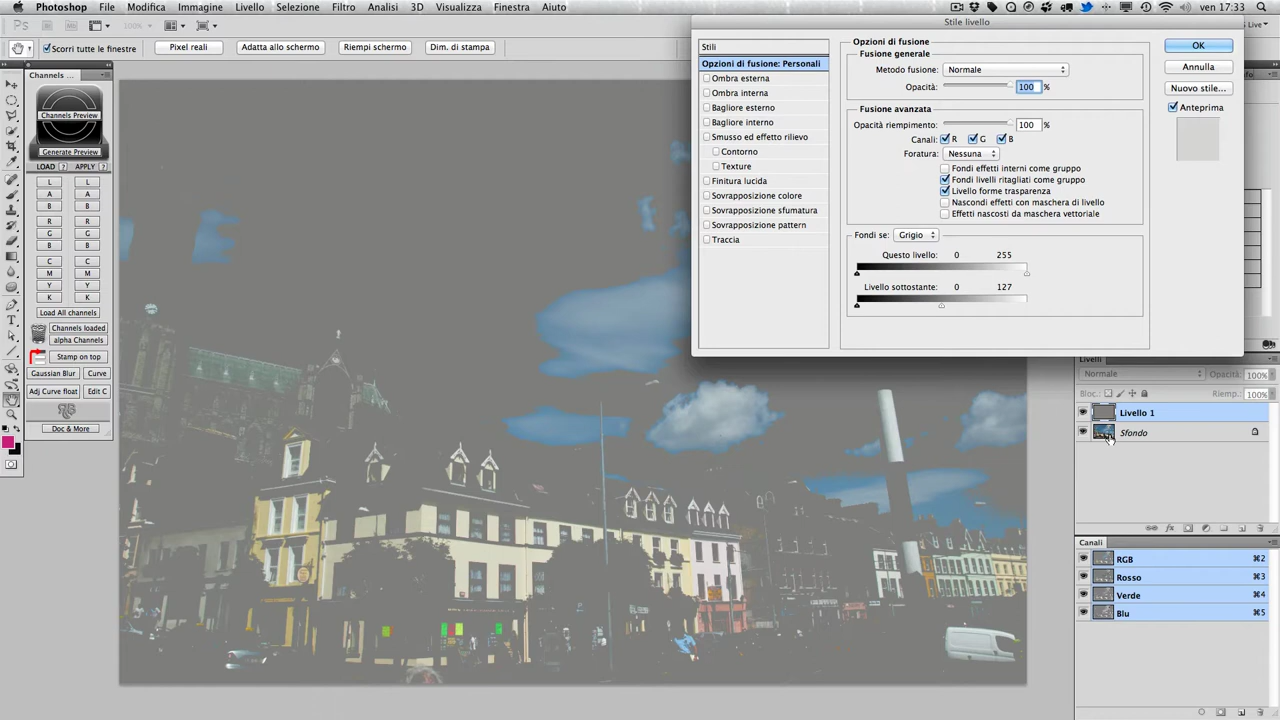 Photoshop File Modifica Immagine Livello Selezione Filtro Analisi 3D Visualizza Finestra Aiuto
ven 17:33
100%
Live
Scorri tutte le finestre
Pixel reali
Adatta allo schermo
Riempi schermo
Dim. di stampa
Channels ...
Channels Preview
Generate Preview
LOAD ? APPLY ?
L L
A A
B B
R R
G G
B B
C C
M M
Y Y
K K
Load All Channels
Channels loaded
alpha Channels
Stamp on top
Gaussian Blur Curve
Adj Curve float Edit C
Doc & More
Stile livello
Stili
Opzioni di fusione: Personali
Ombra esterna
Ombra interna
Bagliore esterno
Bagliore interno
Smusso ed effetto rilievo
Contorno
Texture
Finitura lucida
Sovrapposizione colore
Sovrapposizione sfumatura
Sovrapposizione pattern
Traccia
Opzioni di fusione
Fusione generale
Metodo fusione: Normale
Opacità: 100 %
Fusione avanzata
Opacità riempimento: 100 %
Canali: R G B
Foratura: Nessuna
Fondi effetti interni come gruppo
Fondi livelli ritagliati come gruppo
Livello forme trasparenza
Nascondi effetti con maschera di livello
Effetti nascosti da maschera vettoriale
Fondi se: Grigio
Questo livello: 0 255
Livello sottostante: 0 127
OK
Annulla
Nuovo stile...
Anteprima
Livelli
Normale Opacità: 100%
Bloc.: Riemp.: 100%
Livello 1
Sfondo
Canali
RGB ⌘2
Rosso ⌘3
Verde ⌘4
Blu ⌘5